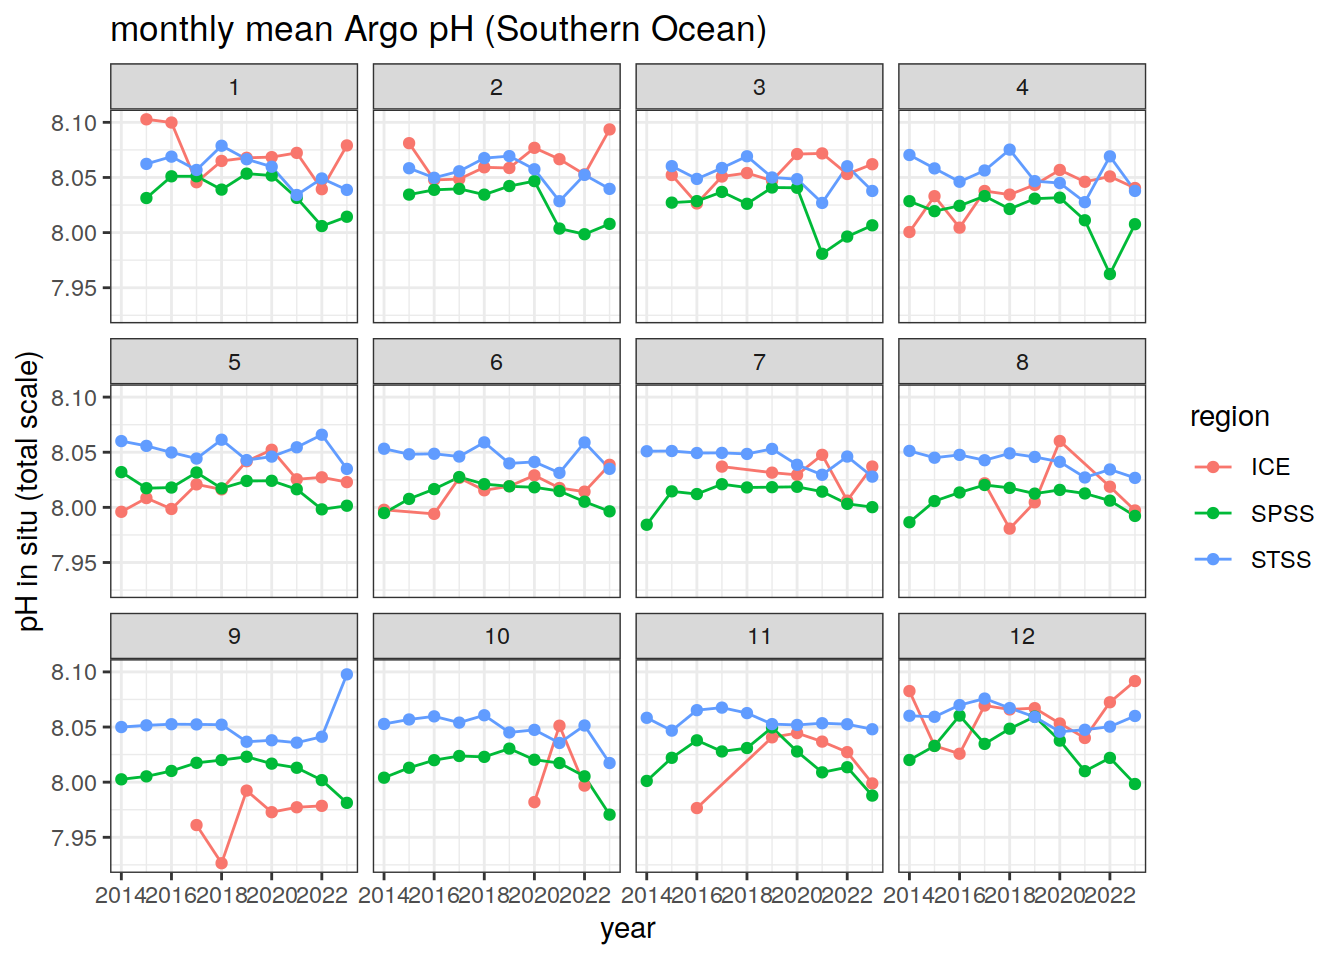 monthly mean Argo pH (Southern Ocean)
1 2 3 4
8.10
8.05
8.00
7.95
5 6 7 8
8.10
8.05
8.00
7.95
9 10 11 12
8.10
8.05
8.00
7.95
2014 2016 2018 2020 2022 2014 2016 2018 2020 2022 2014 2016 2018 2020 2022 2014 2016 2018 2020 2022
year
pH in situ (total scale)
region
ICE
SPSS
STSS